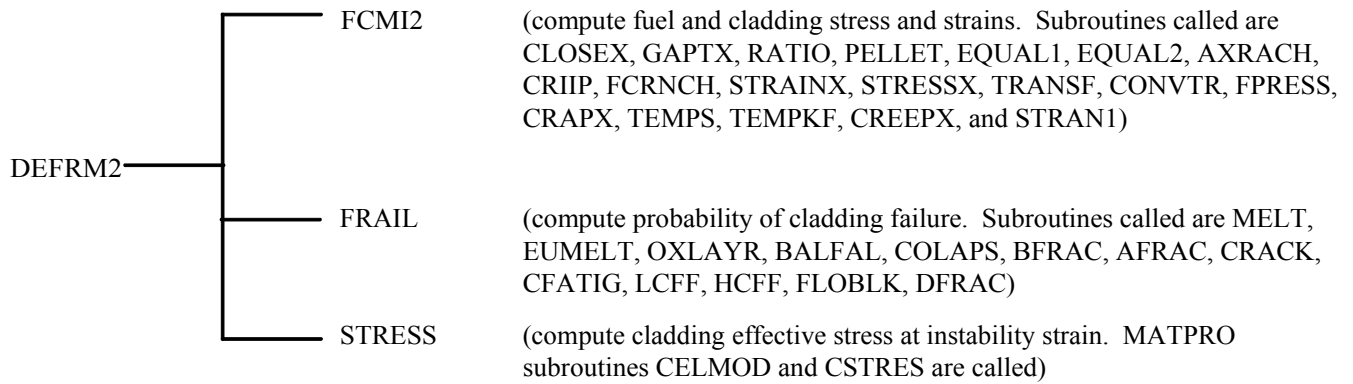 FCMI2 (compute fuel and cladding stress and strains. Subroutines called are
CLOSEX, GAPTX, RATIO, PELLET, EQUAL1, EQUAL2, AXRACH,
CRIIP, FCRNCH, STRAINX, STRESSX, TRANSF, CONVTR, FPRESS,
CRAPX, TEMPS, TEMPKF, CREEPX, and STRAN1)
DEFRM2
FRAIL (compute probability of cladding failure. Subroutines called are MELT,
EUMELT, OXLAYR, BALFAL, COLAPS, BFRAC, AFRAC, CRACK,
CFATIG, LCFF, HCFF, FLOBLK, DFRAC)
STRESS (compute cladding effective stress at instability strain. MATPRO
subroutines CELMOD and CSTRES are called)